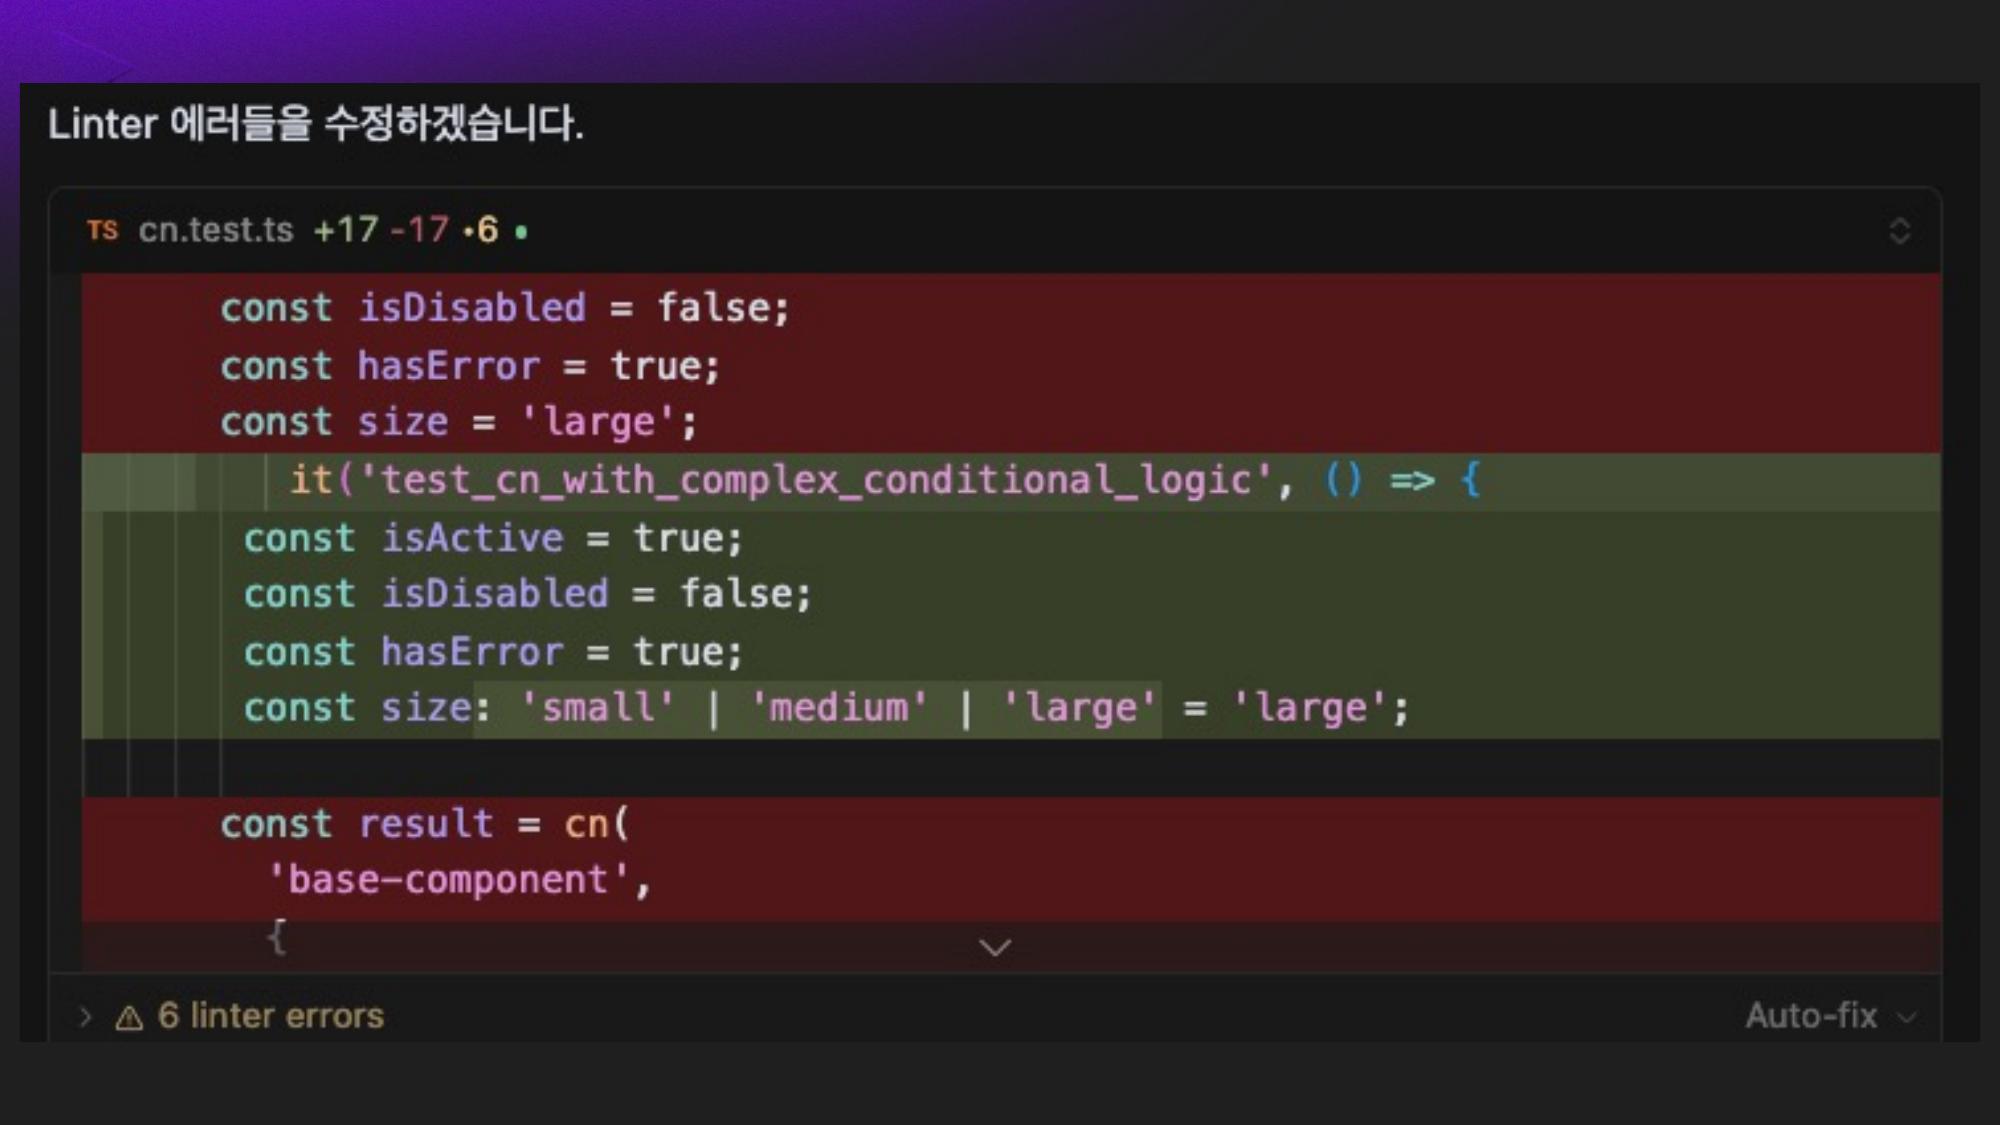 Linter 에러들을 수정하겠습니다.
TS cn.test.ts +17 -17 •6 •
const isDisabled = false;
const hasError = true;
const size = 'large';
it('test_cn_with_complex_conditional_logic', () => {
const isActive = true;
const isDisabled = false;
const hasError = true;
const size: 'small' | 'medium' | 'large' = 'large';
const result = cn(
'base-component',
{
6 linter errors
Auto-fix